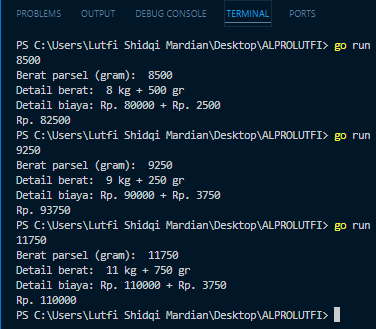 PROBLEMS OUTPUT DEBUG CONSOLE TERMINAL PORTS
PS C:\Users\Lutfi Shidqi Mardian\Desktop\ALPROLUTFI> go run
8500
Berat parsel (gram):  8500
Detail berat:  8 kg + 500 gr
Detail biaya: Rp. 80000 + Rp. 2500
Rp. 82500
PS C:\Users\Lutfi Shidqi Mardian\Desktop\ALPROLUTFI> go run
9250
Berat parsel (gram):  9250
Detail berat:  9 kg + 250 gr
Detail biaya: Rp. 90000 + Rp. 3750
Rp. 93750
PS C:\Users\Lutfi Shidqi Mardian\Desktop\ALPROLUTFI> go run
11750
Berat parsel (gram):  11750
Detail berat:  11 kg + 750 gr
Detail biaya: Rp. 110000 + Rp. 3750
Rp. 110000
PS C:\Users\Lutfi Shidqi Mardian\Desktop\ALPROLUTFI>